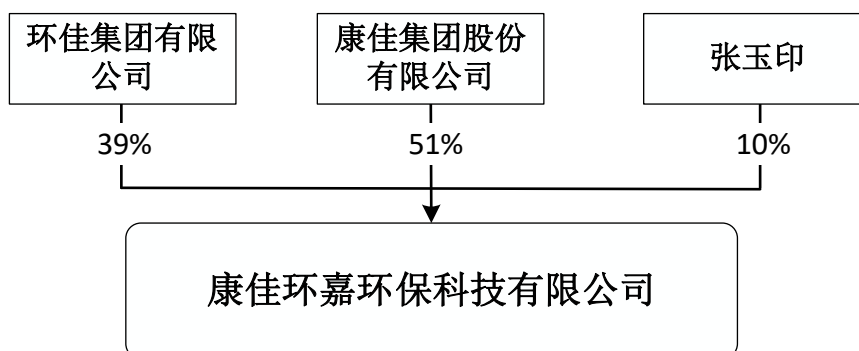 环佳集团有限
公司
康佳集团股份
有限公司
张玉印
39%
51%
10%
康佳环嘉环保科技有限公司